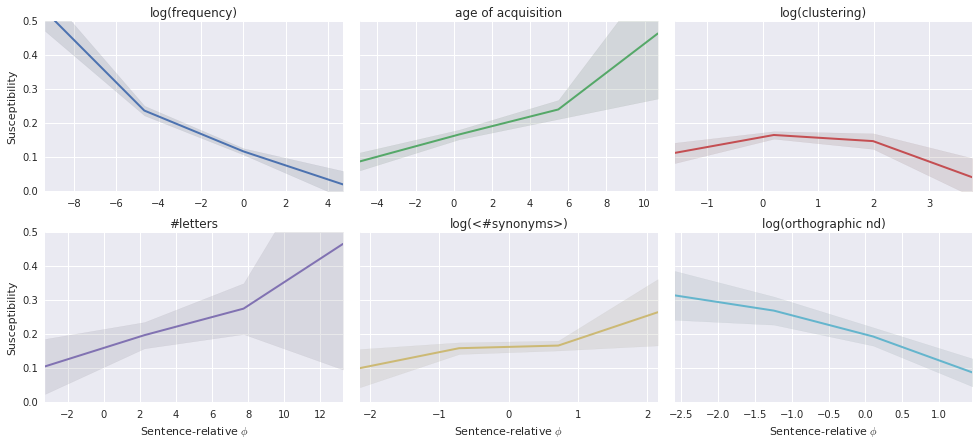 log(frequency)
age of acquisition
log(clustering)
Susceptibility
0.5
0.4
0.3
0.2
0.1
0.0
−8 −6 −4 −2 0 2 4
−4 −2 0 2 4 6 8 10
−1 0 1 2 3
#letters
log(<#synonyms>)
log(orthographic nd)
Susceptibility
0.5
0.4
0.3
0.2
0.1
0.0
−2 0 2 4 6 8 10 12
−2 −1 0 1 2
−2.5 −2.0 −1.5 −1.0 −0.5 0.0 0.5 1.0
Sentence-relative ϕ
Sentence-relative ϕ
Sentence-relative ϕ